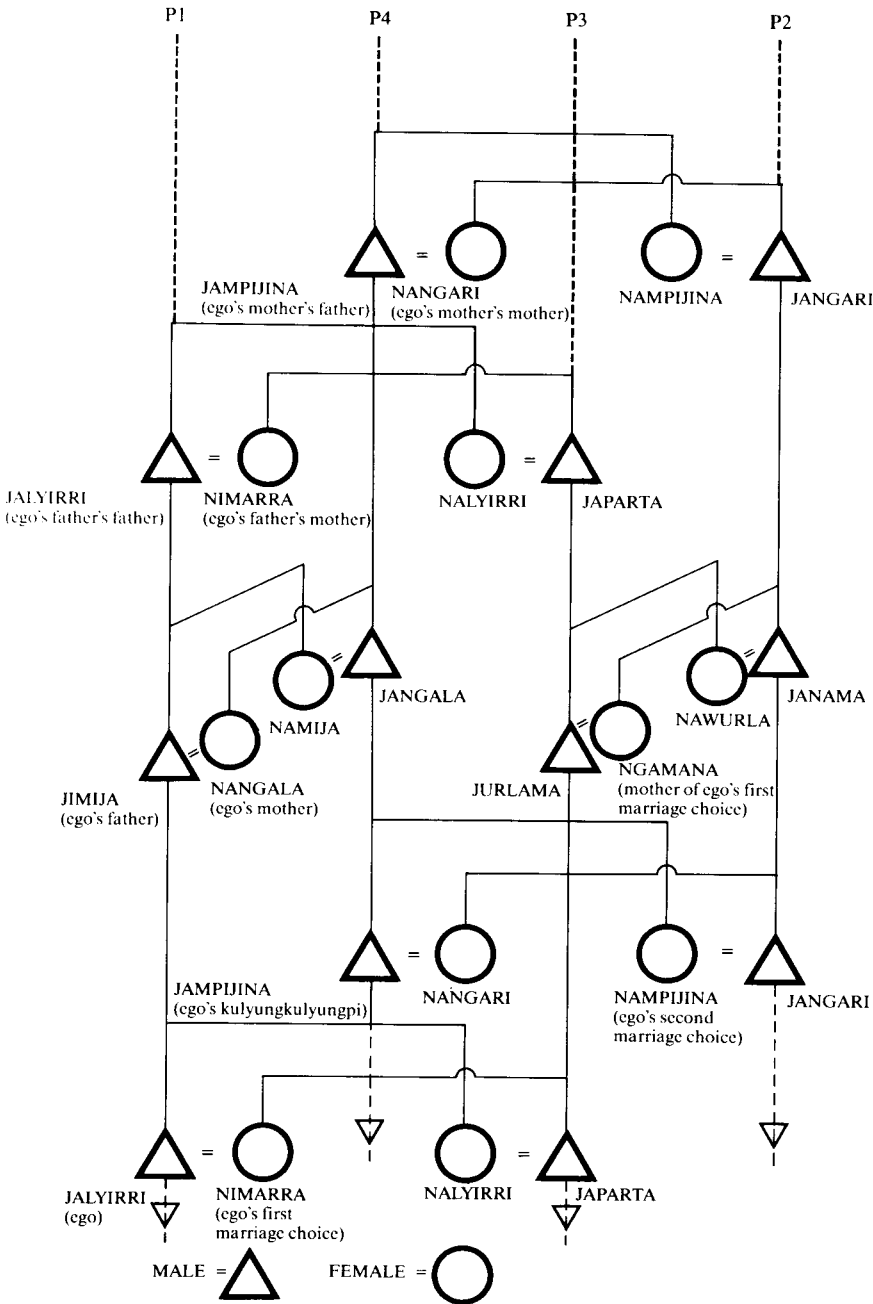 P1
P4
P3
P2
JAMPIJINA
(ego's mother's father)
NANGARI
(ego's mother's mother)
NAMPIJINA
JANGARI
=
=
JALYIRRI
(ego's father's father)
=
NIMARRA
(ego's father's mother)
NALYIRRI
=
JAPARTA
JIMIJA
(ego's father)
=
NANGALA
(ego's mother)
NAMIJA
=
JANGALA
JURLAMA
=
NGAMANA
(mother of ego's first
marriage choice)
NAWURLA
=
JANAMA
JAMPIJINA
(ego's kulyungkulyungpi)
=
NANGARI
NAMPIJINA
(ego's second
marriage choice)
=
JANGARI
JALYIRRI
(ego)
=
NIMARRA
(ego's first
marriage choice)
NALYIRRI
=
JAPARTA
MALE =
FEMALE =